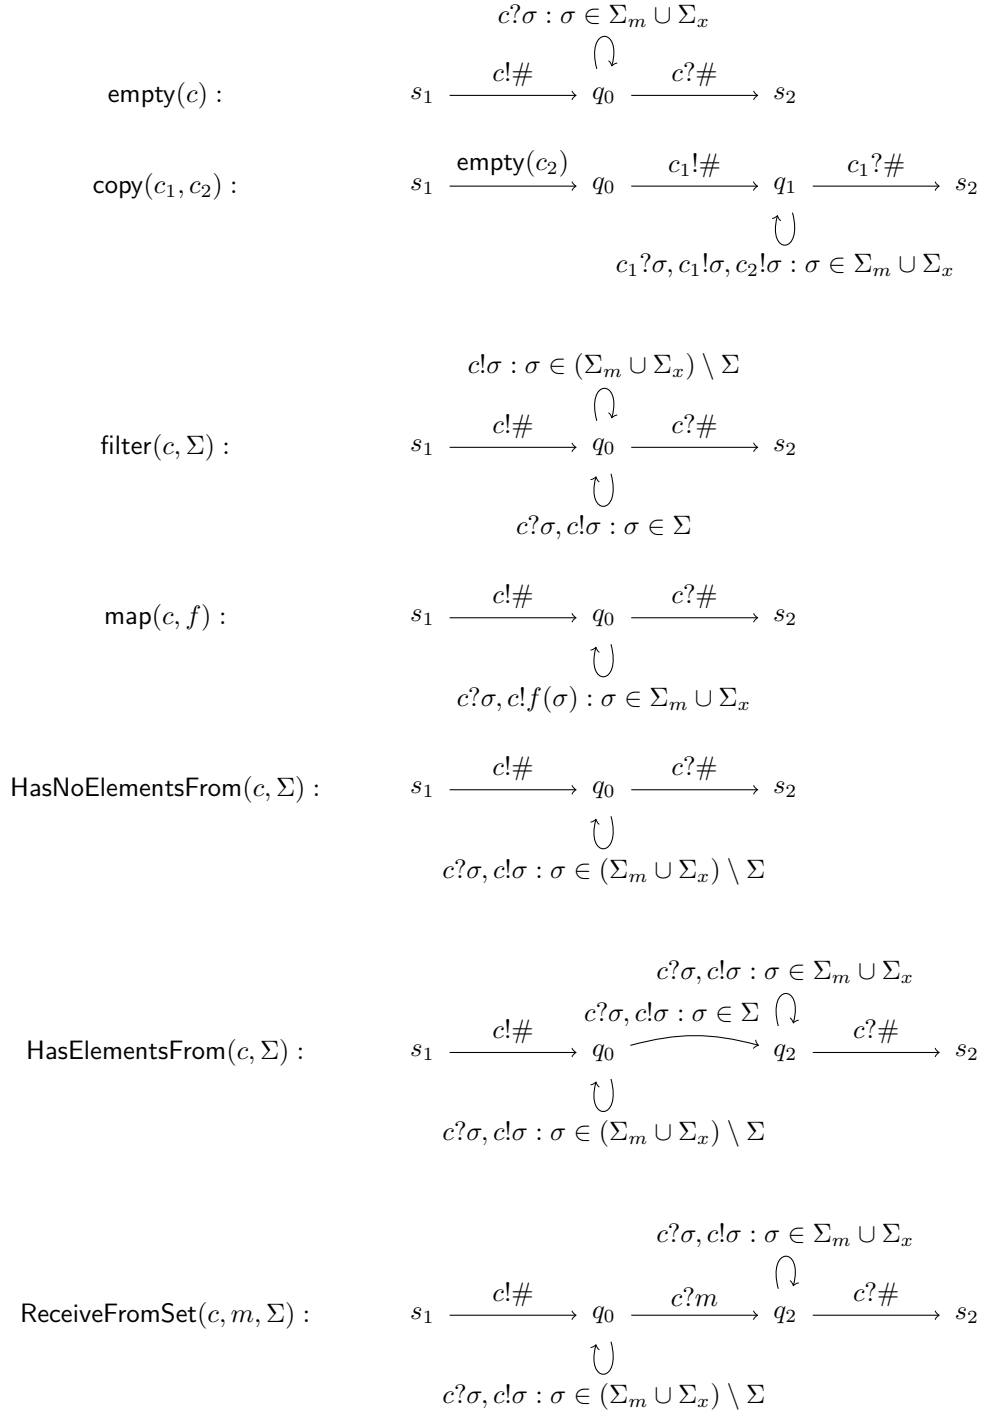 c?σ : σ ∈ Σ_m ∪ Σ_x
empty(c) : s_1 c!# q_0 c?# s_2
copy(c_1, c_2) : s_1 empty(c_2) q_0 c_1!# q_1 c_1?# s_2
c_1?σ, c_1!σ, c_2!σ : σ ∈ Σ_m ∪ Σ_x
c!σ : σ ∈ (Σ_m ∪ Σ_x) \ Σ
filter(c, Σ) : s_1 c!# q_0 c?# s_2
c?σ, c!σ : σ ∈ Σ
map(c, f) : s_1 c!# q_0 c?# s_2
c?σ, c!f(σ) : σ ∈ Σ_m ∪ Σ_x
HasNoElementsFrom(c, Σ) : s_1 c!# q_0 c?# s_2
c?σ, c!σ : σ ∈ (Σ_m ∪ Σ_x) \ Σ
c?σ, c!σ : σ ∈ Σ_m ∪ Σ_x
c?σ, c!σ : σ ∈ Σ
HasElementsFrom(c, Σ) : s_1 c!# q_0 q_2 c?# s_2
c?σ, c!σ : σ ∈ (Σ_m ∪ Σ_x) \ Σ
c?σ, c!σ : σ ∈ Σ_m ∪ Σ_x
ReceiveFromSet(c, m, Σ) : s_1 c!# q_0 c?m q_2 c?# s_2
c?σ, c!σ : σ ∈ (Σ_m ∪ Σ_x) \ Σ